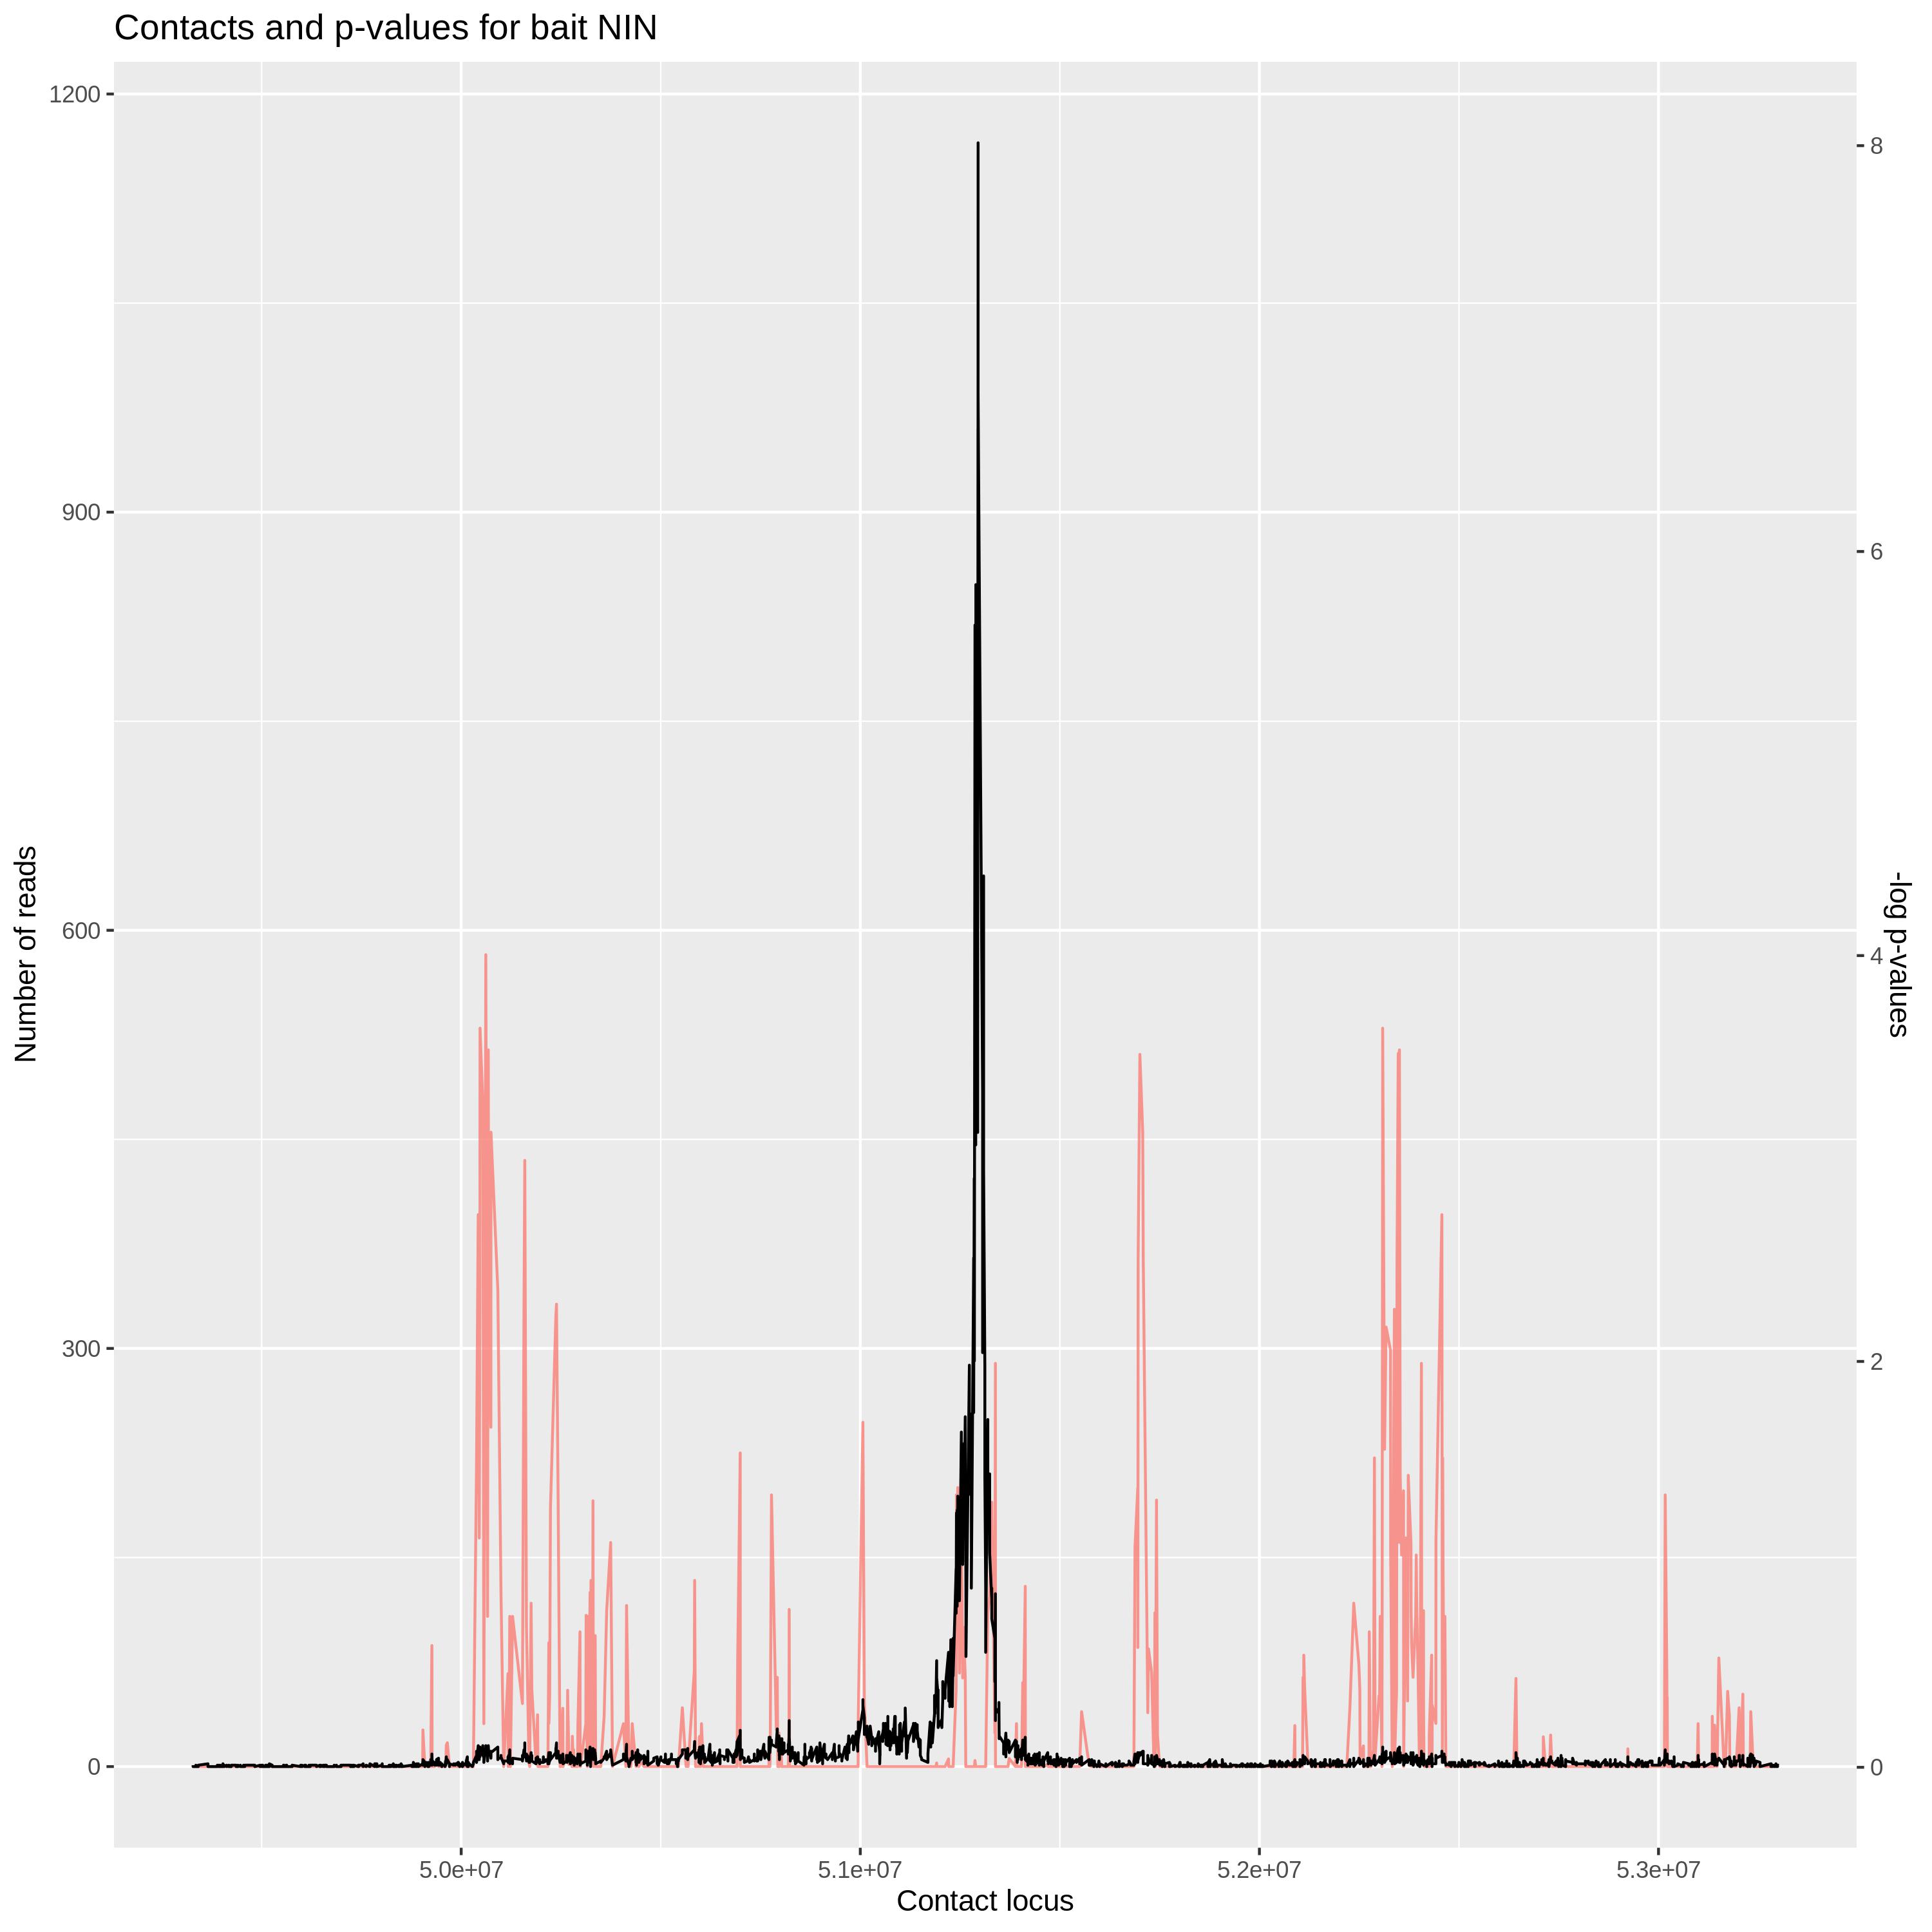 Contacts and p-values for bait NIN
1200
900
600
300
0
Number of reads
8
6
4
2
0
-log p-values
5.0e+07
5.1e+07
5.2e+07
5.3e+07
Contact locus